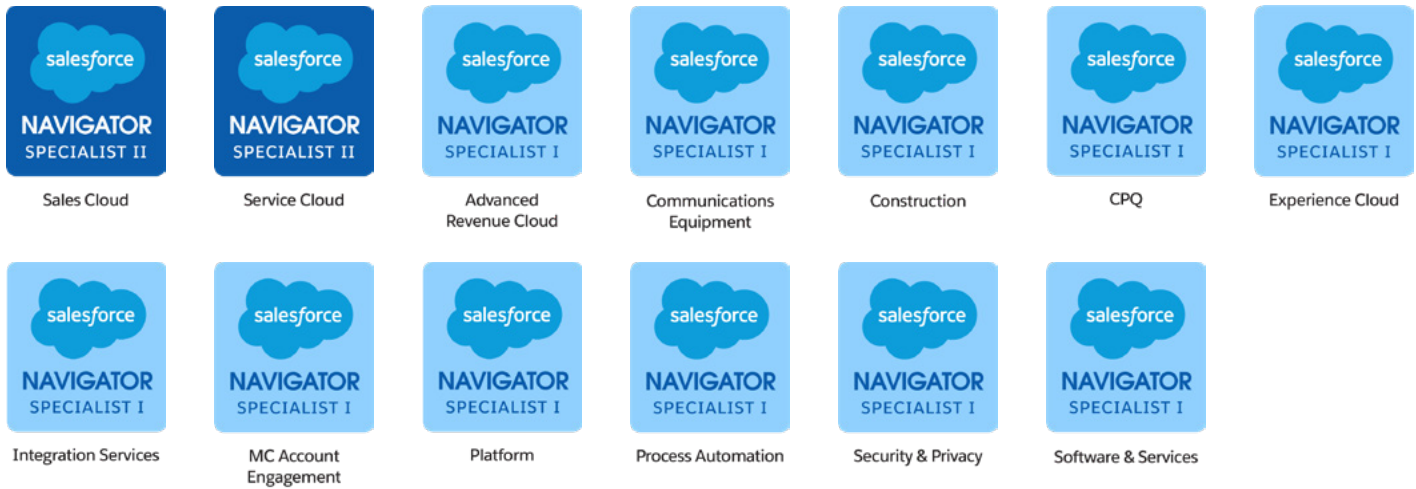 salesforce
NAVIGATOR
SPECIALIST II
Sales Cloud
salesforce
NAVIGATOR
SPECIALIST II
Service Cloud
salesforce
NAVIGATOR
SPECIALIST I
Advanced
Revenue Cloud
salesforce
NAVIGATOR
SPECIALIST I
Communications
Equipment
salesforce
NAVIGATOR
SPECIALIST I
Construction
salesforce
NAVIGATOR
SPECIALIST I
CPQ
salesforce
NAVIGATOR
SPECIALIST I
Experience Cloud
salesforce
NAVIGATOR
SPECIALIST I
Integration Services
salesforce
NAVIGATOR
SPECIALIST I
MC Account
Engagement
salesforce
NAVIGATOR
SPECIALIST I
Platform
salesforce
NAVIGATOR
SPECIALIST I
Process Automation
salesforce
NAVIGATOR
SPECIALIST I
Security & Privacy
salesforce
NAVIGATOR
SPECIALIST I
Software & Services